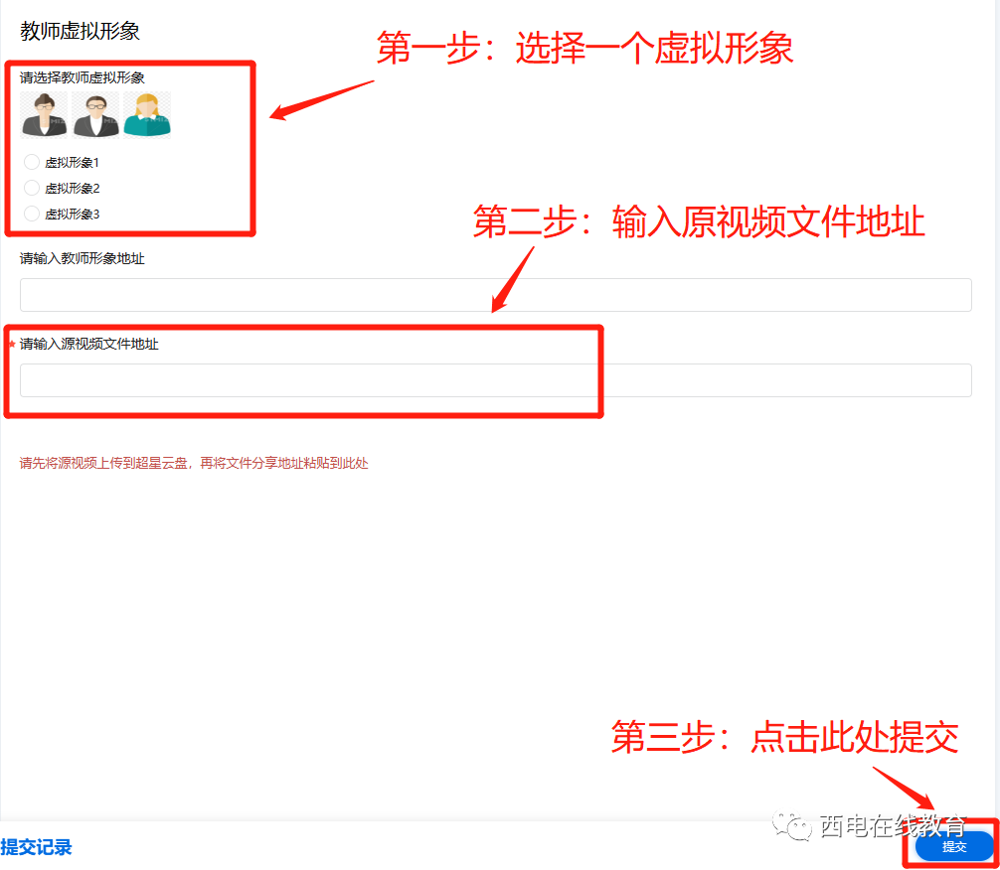 教师虚拟形象
第一步：选择一个虚拟形象
请选择教师虚拟形象
虚拟形象1
虚拟形象2
虚拟形象3
第二步：输入原视频文件地址
请输入教师形象地址
* 请输入源视频文件地址
请先将源视频上传到超星云盘，再将文件分享地址粘贴到此处
第三步：点击此处提交
西电在线教育
提交记录
提交